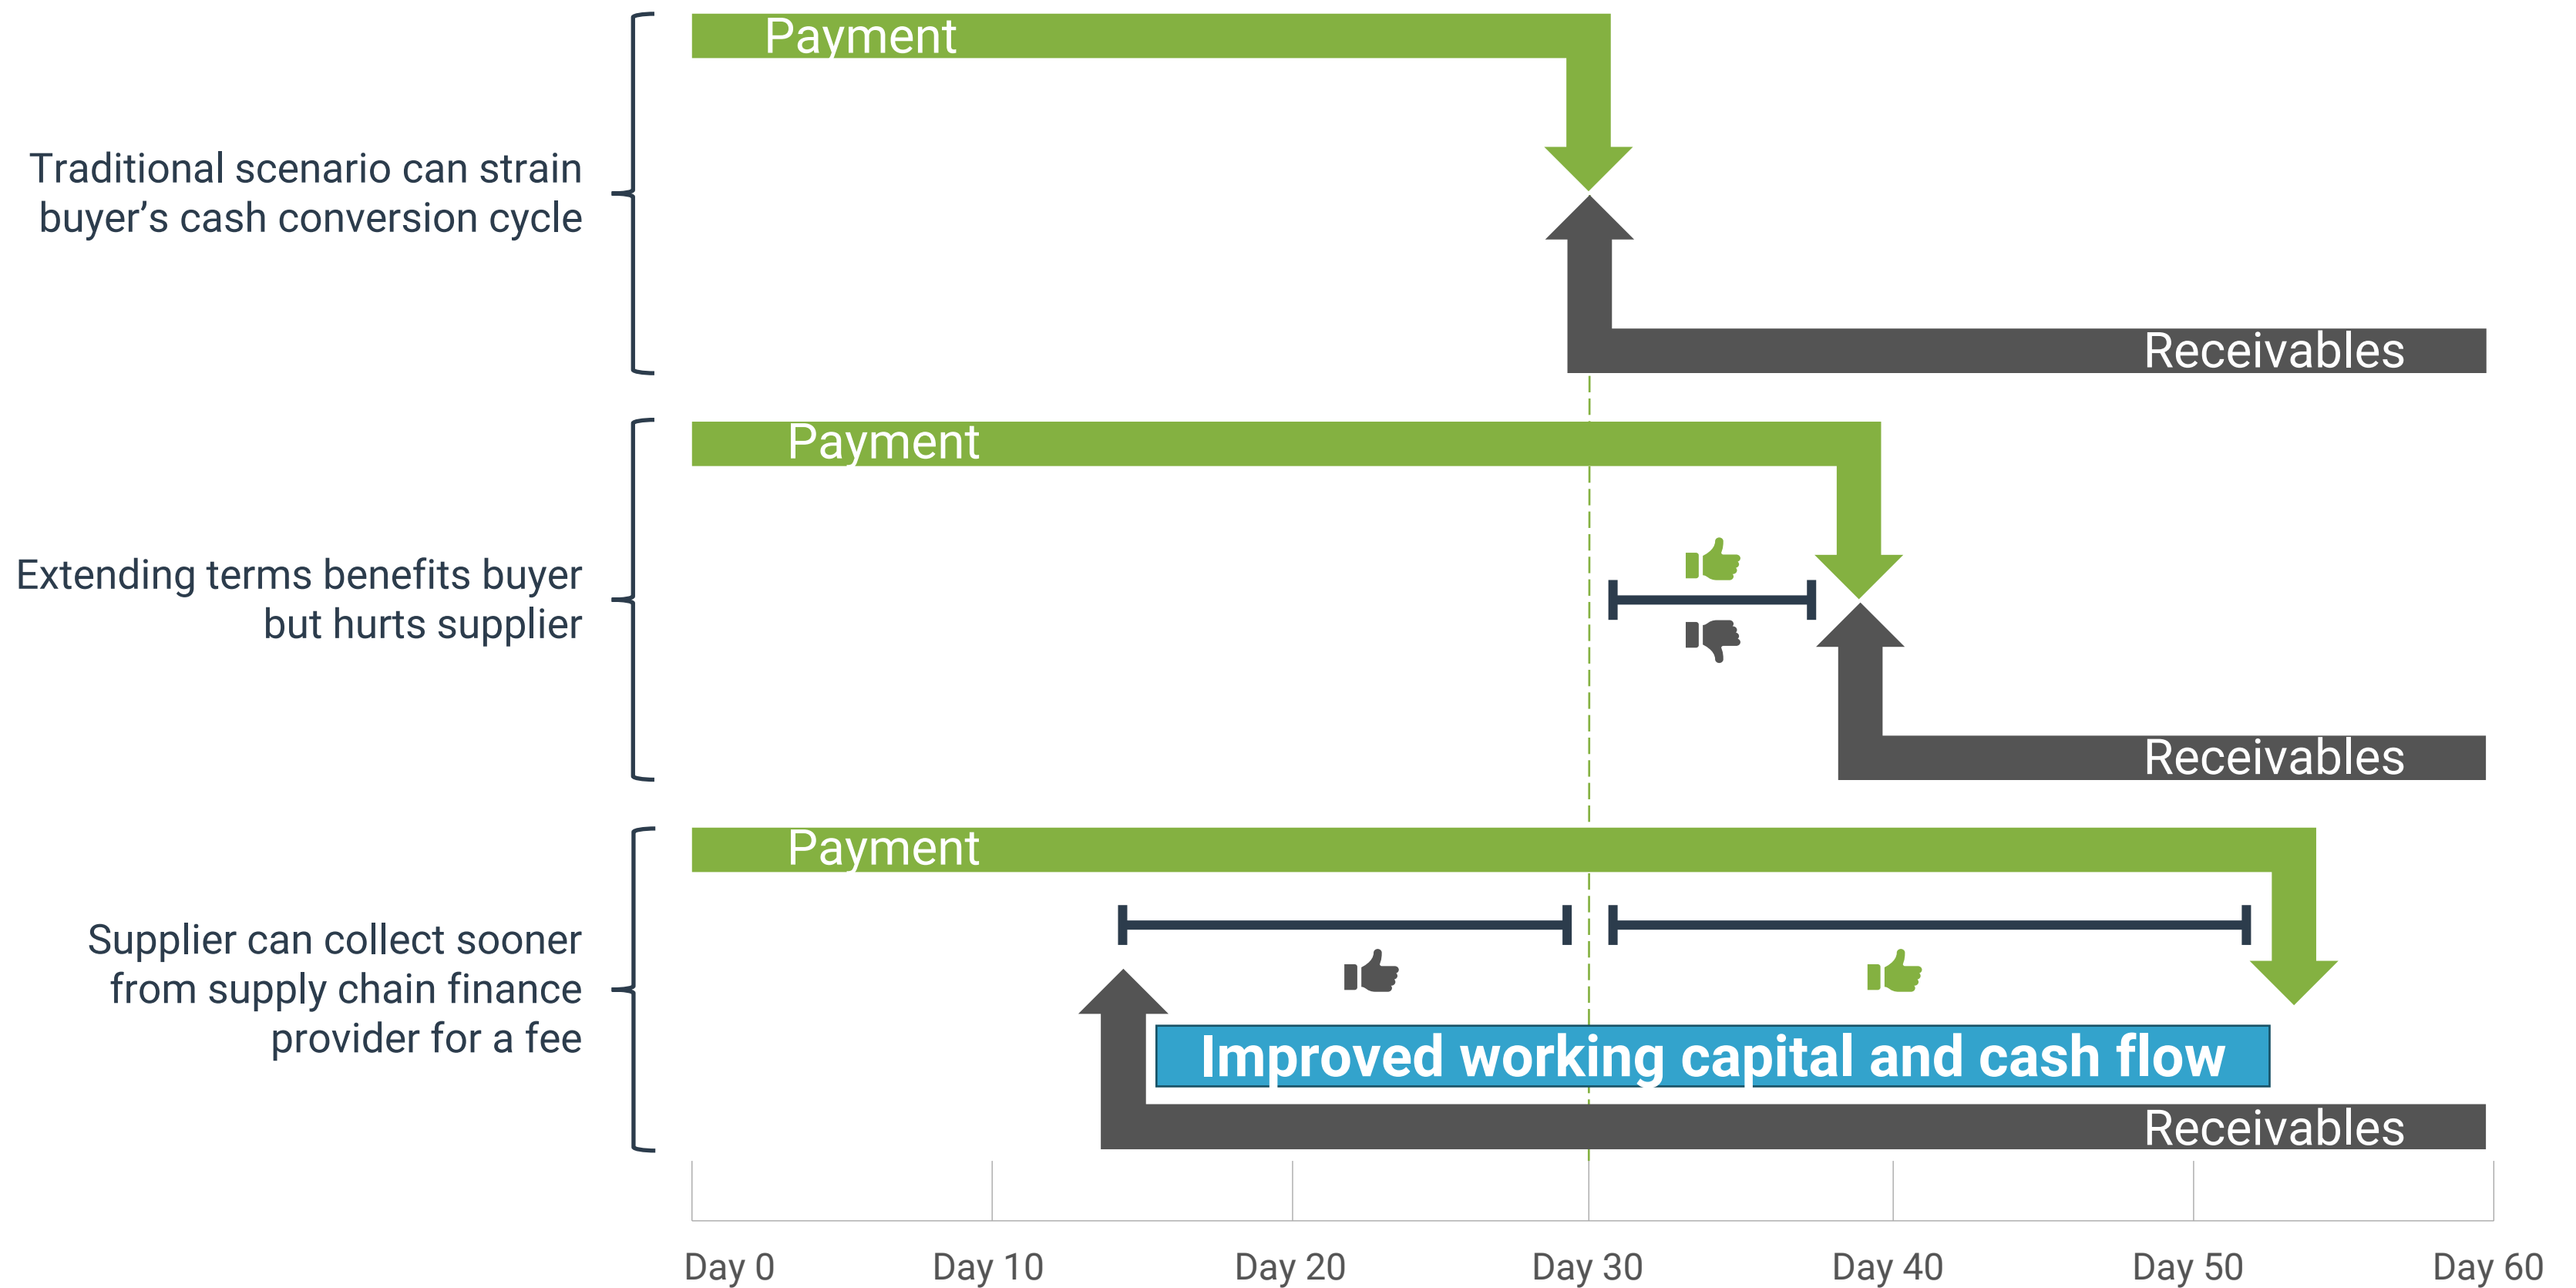 Payment
Traditional scenario can strain
buyer’s cash conversion cycle
Receivables
Payment
Extending terms benefits buyer
but hurts supplier
Receivables
Payment
Supplier can collect sooner
from supply chain finance
provider for a fee
Improved working capital and cash flow
Receivables
Day 0
Day 10
Day 20
Day 30
Day 40
Day 50
Day 60